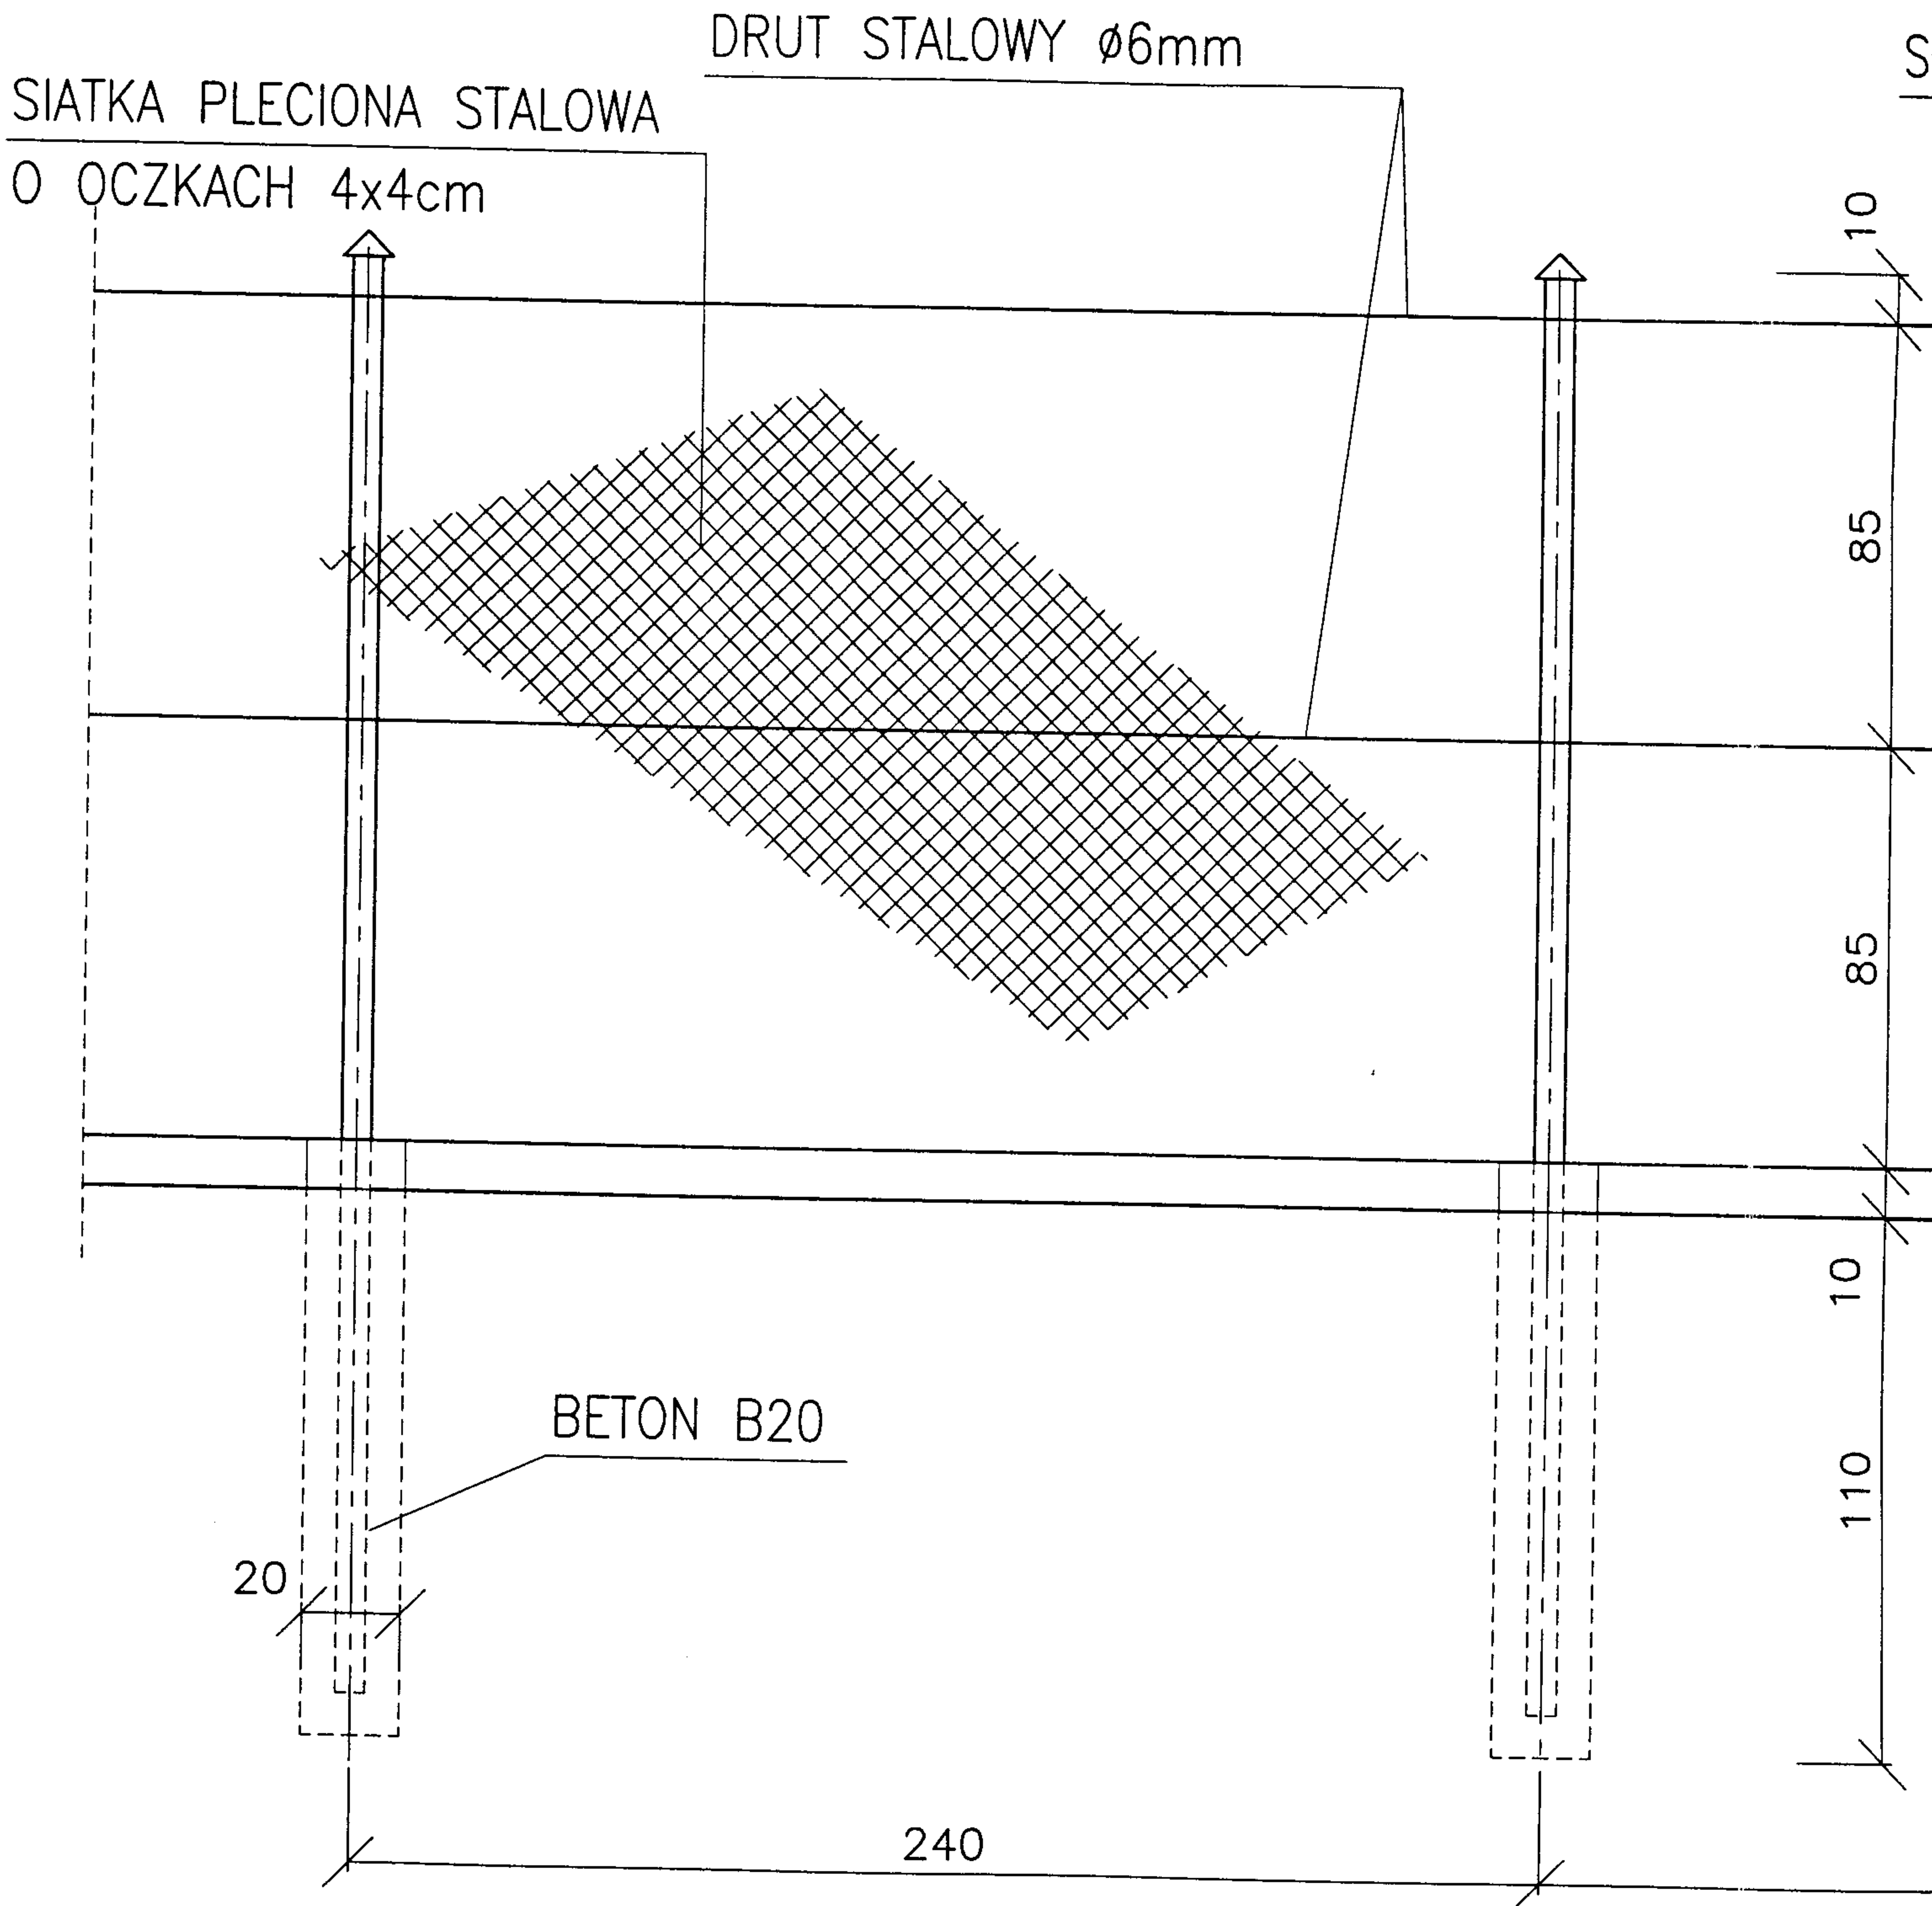 DRUT STALOWY ø6mm
S
SIATKA PLECIONA STALOWA
O OCZKACH 4x4cm
10
85
85
10
110
BETON B20
20
240